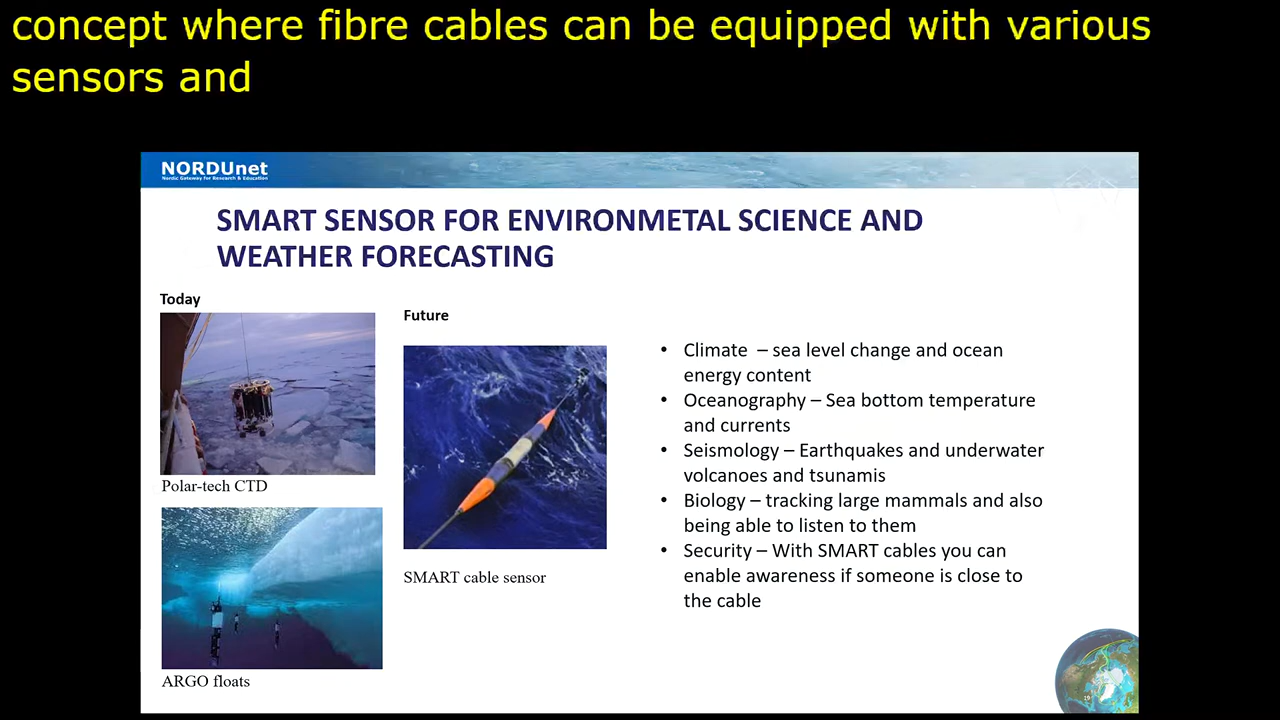 concept where fibre cables can be equipped with various
sensors and
NORDUnet
Nordic Gateway for Research & Education
SMART SENSOR FOR ENVIRONMETAL SCIENCE AND
WEATHER FORECASTING
Today
Polar-tech CTD
ARGO floats
Future
SMART cable sensor
• Climate – sea level change and ocean
energy content
• Oceanography – Sea bottom temperature
and currents
• Seismology – Earthquakes and underwater
volcanoes and tsunamis
• Biology – tracking large mammals and also
being able to listen to them
• Security – With SMART cables you can
enable awareness if someone is close to
the cable